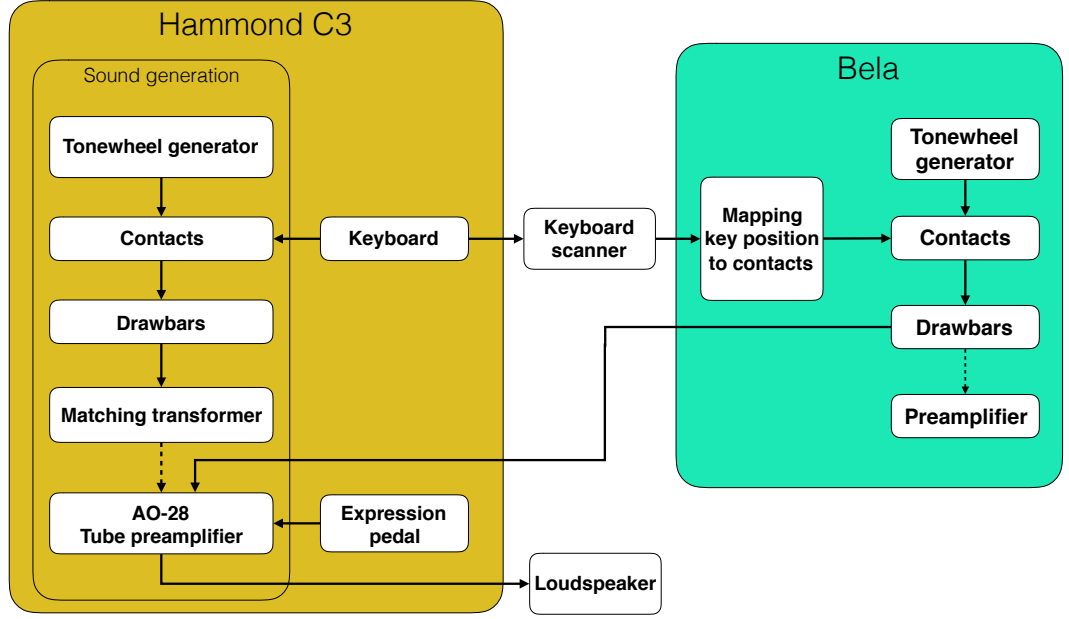 Hammond C3
Sound generation
Tonewheel generator
Contacts
Drawbars
Matching transformer
AO-28
Tube preamplifier
Keyboard
Expression
pedal
Keyboard
scanner
Loudspeaker
Bela
Mapping
key position
to contacts
Tonewheel
generator
Contacts
Drawbars
Preamplifier